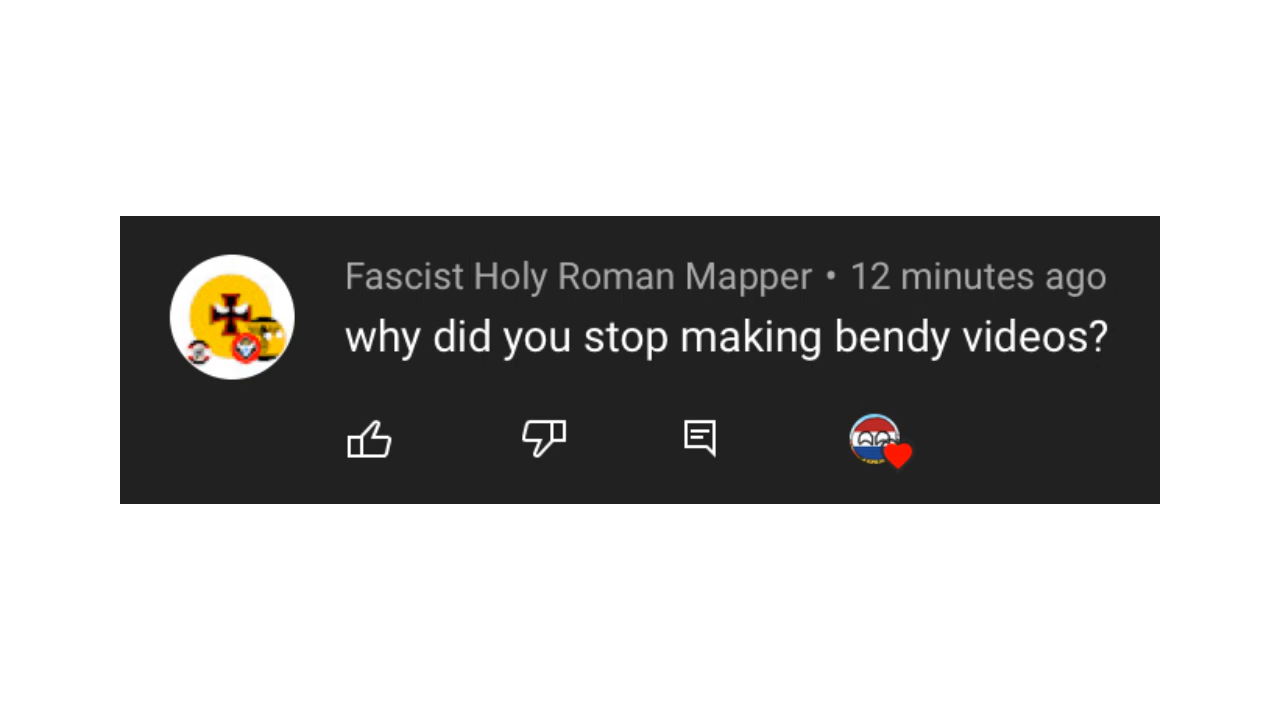 Fascist Holy Roman Mapper • 12 minutes ago
why did you stop making bendy videos?